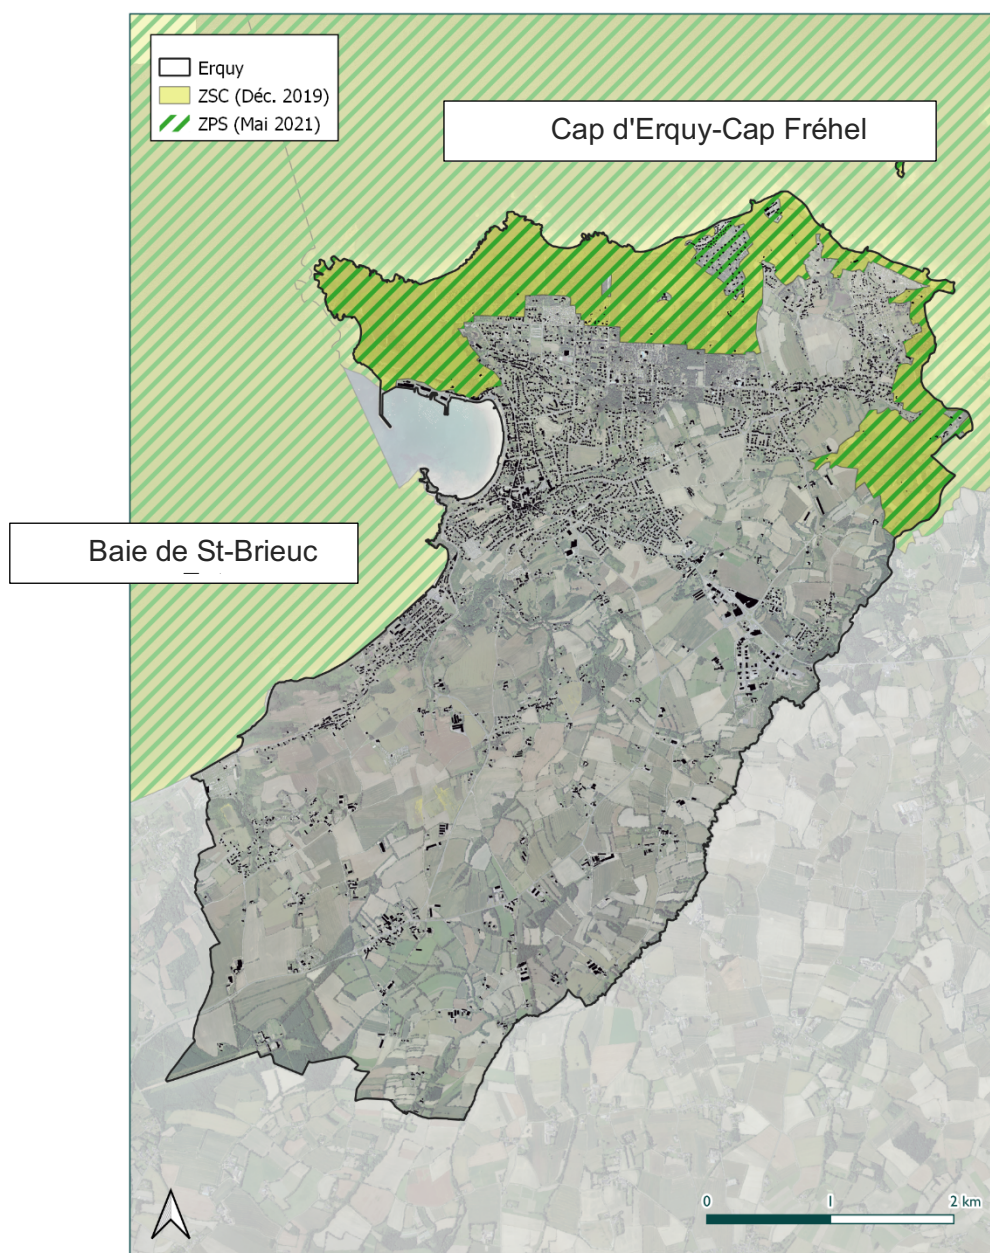 Erquy
ZSC (Déc. 2019)
ZPS (Mai 2021)
Cap d'Erquy-Cap Fréhel
Baie de St-Brieuc
0 1 2 km